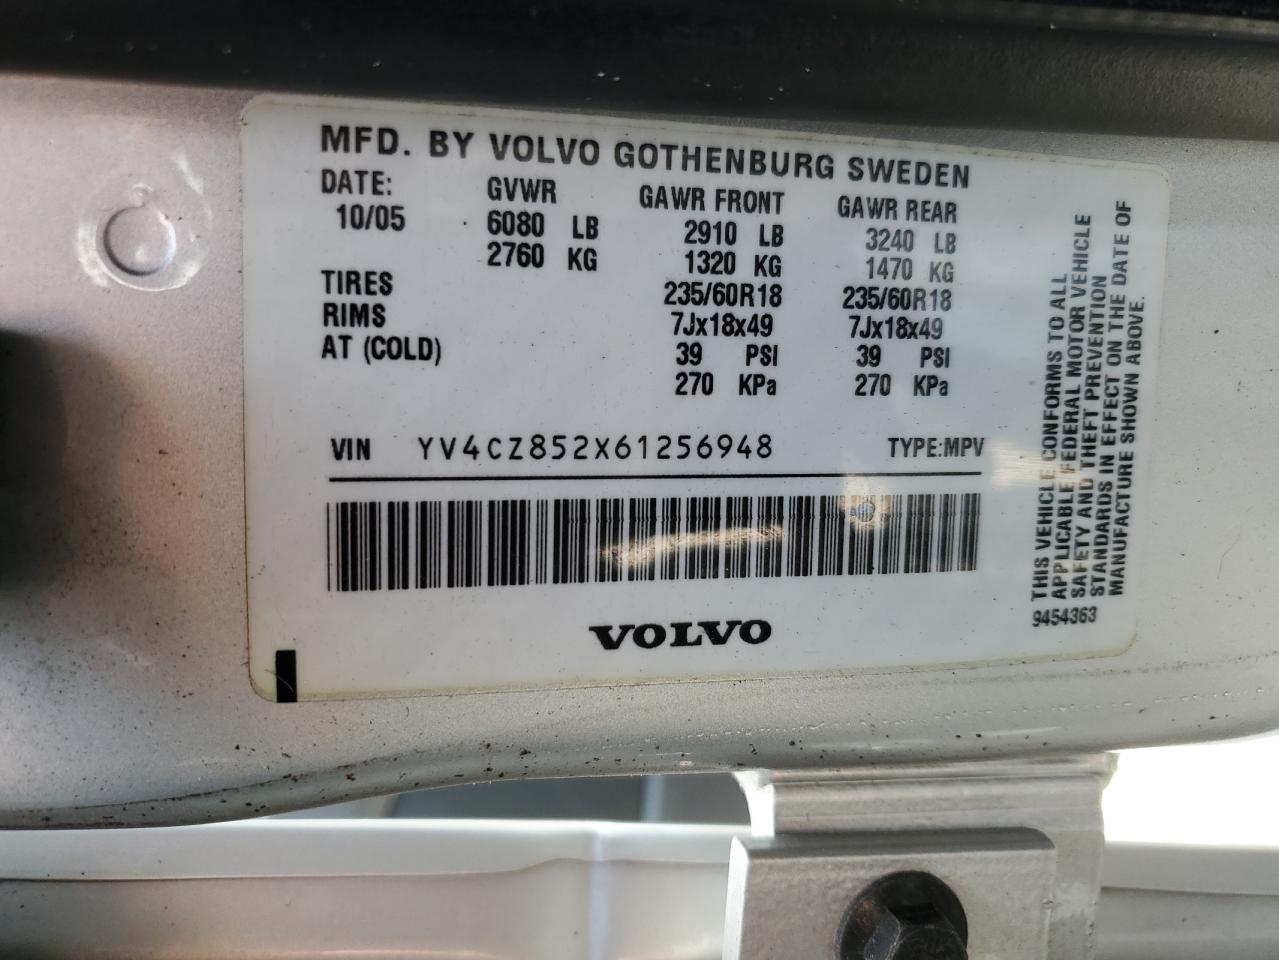 MFD. BY VOLVO GOTHENBURG SWEDEN
DATE: GVWR GAWR FRONT GAWR REAR
10/05 6080 LB 2910 LB 3240 LB
2760 KG 1320 KG 1470 KG
TIRES 235/60R18 235/60R18
RIMS 7Jx18x49 7Jx18x49
AT (COLD) 39 PSI 39 PSI
270 KPa 270 KPa
VIN YV4CZ852X61256948 TYPE:MPV
VOLVO
THIS VEHICLE CONFORMS TO ALL
APPLICABLE FEDERAL MOTOR VEHICLE
SAFETY AND THEFT PREVENTION
STANDARDS IN EFFECT ON THE DATE OF
MANUFACTURE SHOWN ABOVE.
9454363